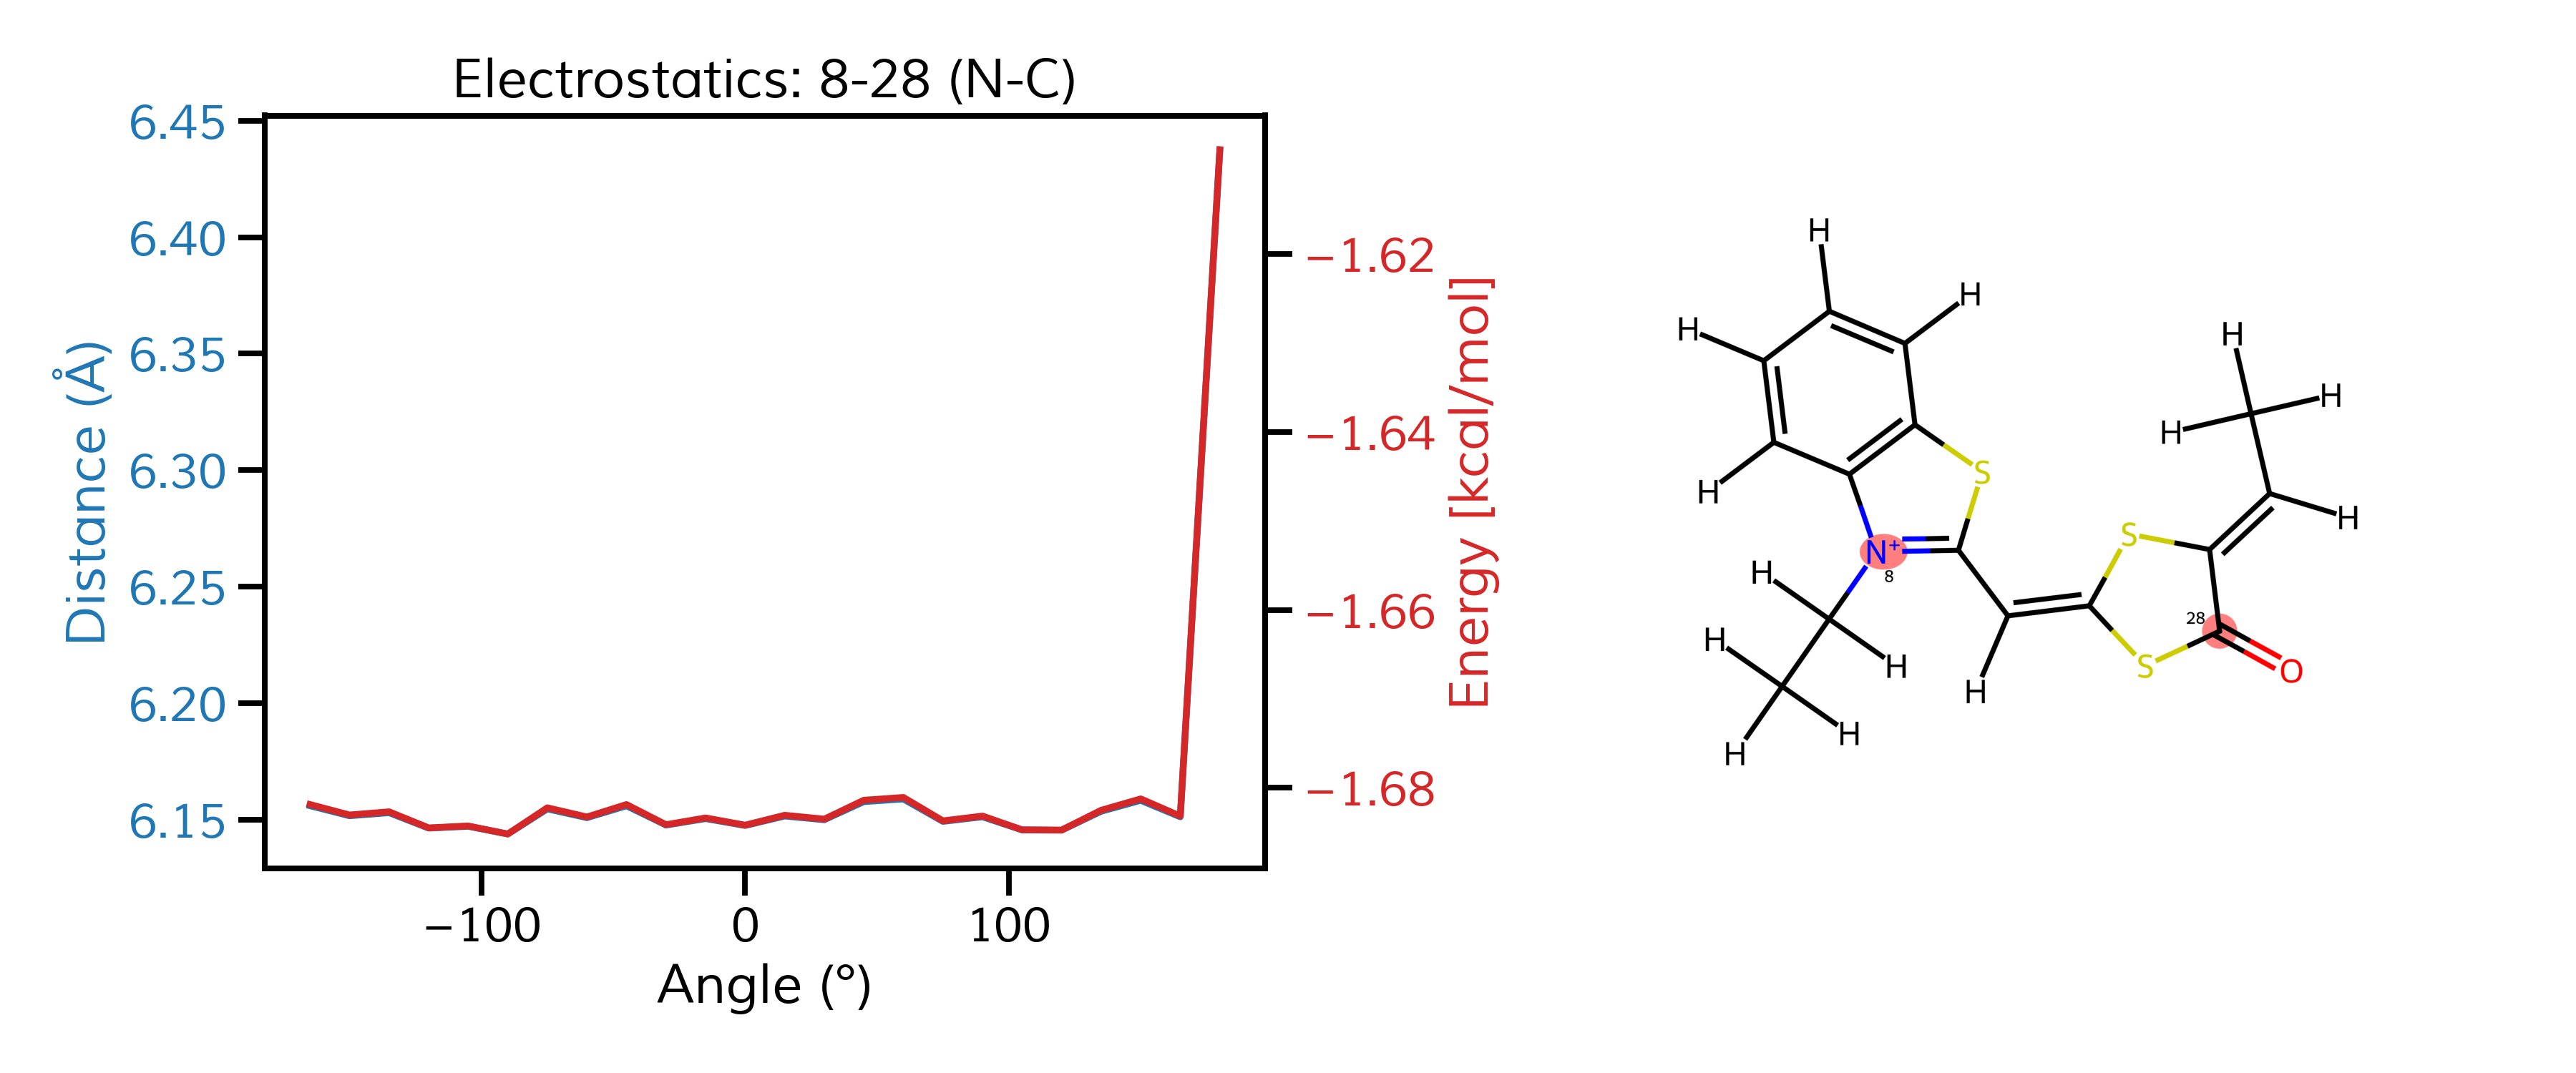 Electrostatics: 8-28 (N-C)
6.45
6.40
6.35
6.30
6.25
6.20
6.15
Distance (Å)
−100
0
100
Angle (°)
−1.62
−1.64
−1.66
−1.68
Energy [kcal/mol]
H
H
H
H
H
H
H
H
S
S
N+
8
H
H
H
28
S
O
H
H
H